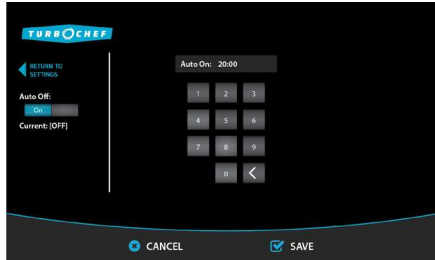 TURBOCHEF
RETURN TO
SETTINGS
Auto Off:
On
Current: [OFF]
Auto On: 20:00
1 2 3
4 5 6
7 8 9
0
CANCEL
SAVE